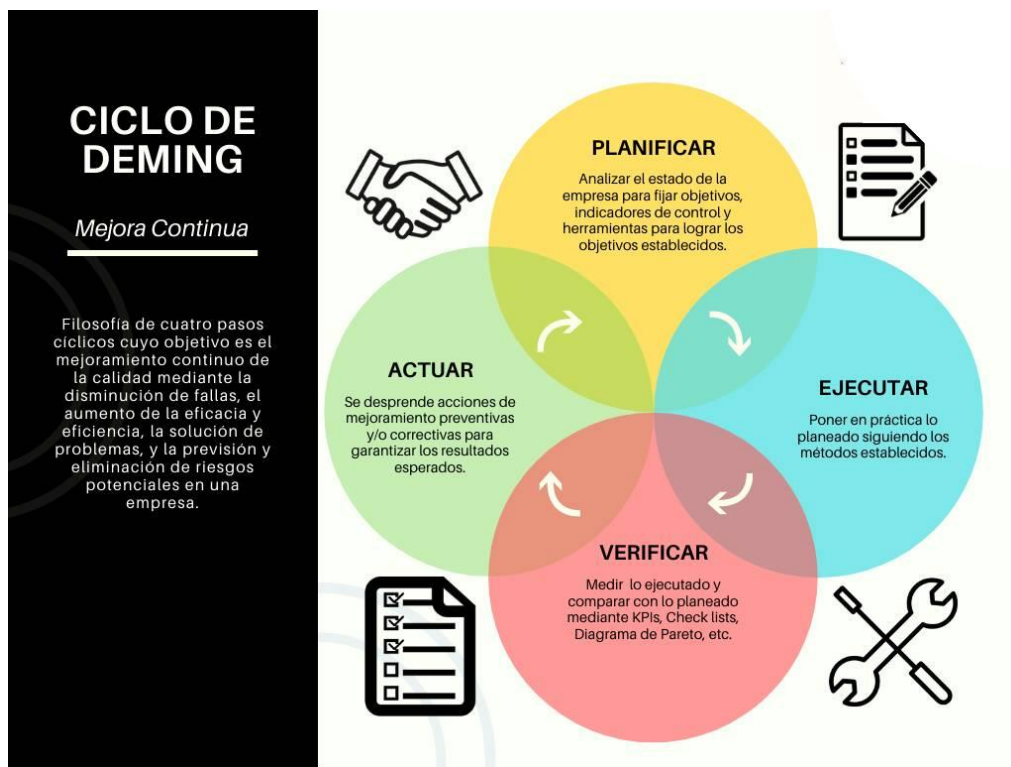 CICLO DE
DEMING
Mejora Continua
Filosofía de cuatro pasos
cíclicos cuyo objetivo es el
mejoramiento continuo de
la calidad mediante la
disminución de fallas, el
aumento de la eficacia y
eficiencia, la solución de
problemas, y la previsión y
eliminación de riesgos
potenciales en una
empresa.
PLANIFICAR
Analizar el estado de la
empresa para fijar objetivos,
indicadores de control y
herramientas para lograr los
objetivos establecidos.
EJECUTAR
Poner en práctica lo
planeado siguiendo los
métodos establecidos.
VERIFICAR
Medir lo ejecutado y
comparar con lo planeado
mediante KPIs, Check lists,
Diagrama de Pareto, etc.
ACTUAR
Se desprende acciones de
mejoramiento preventivas
y/o correctivas para
garantizar los resultados
esperados.